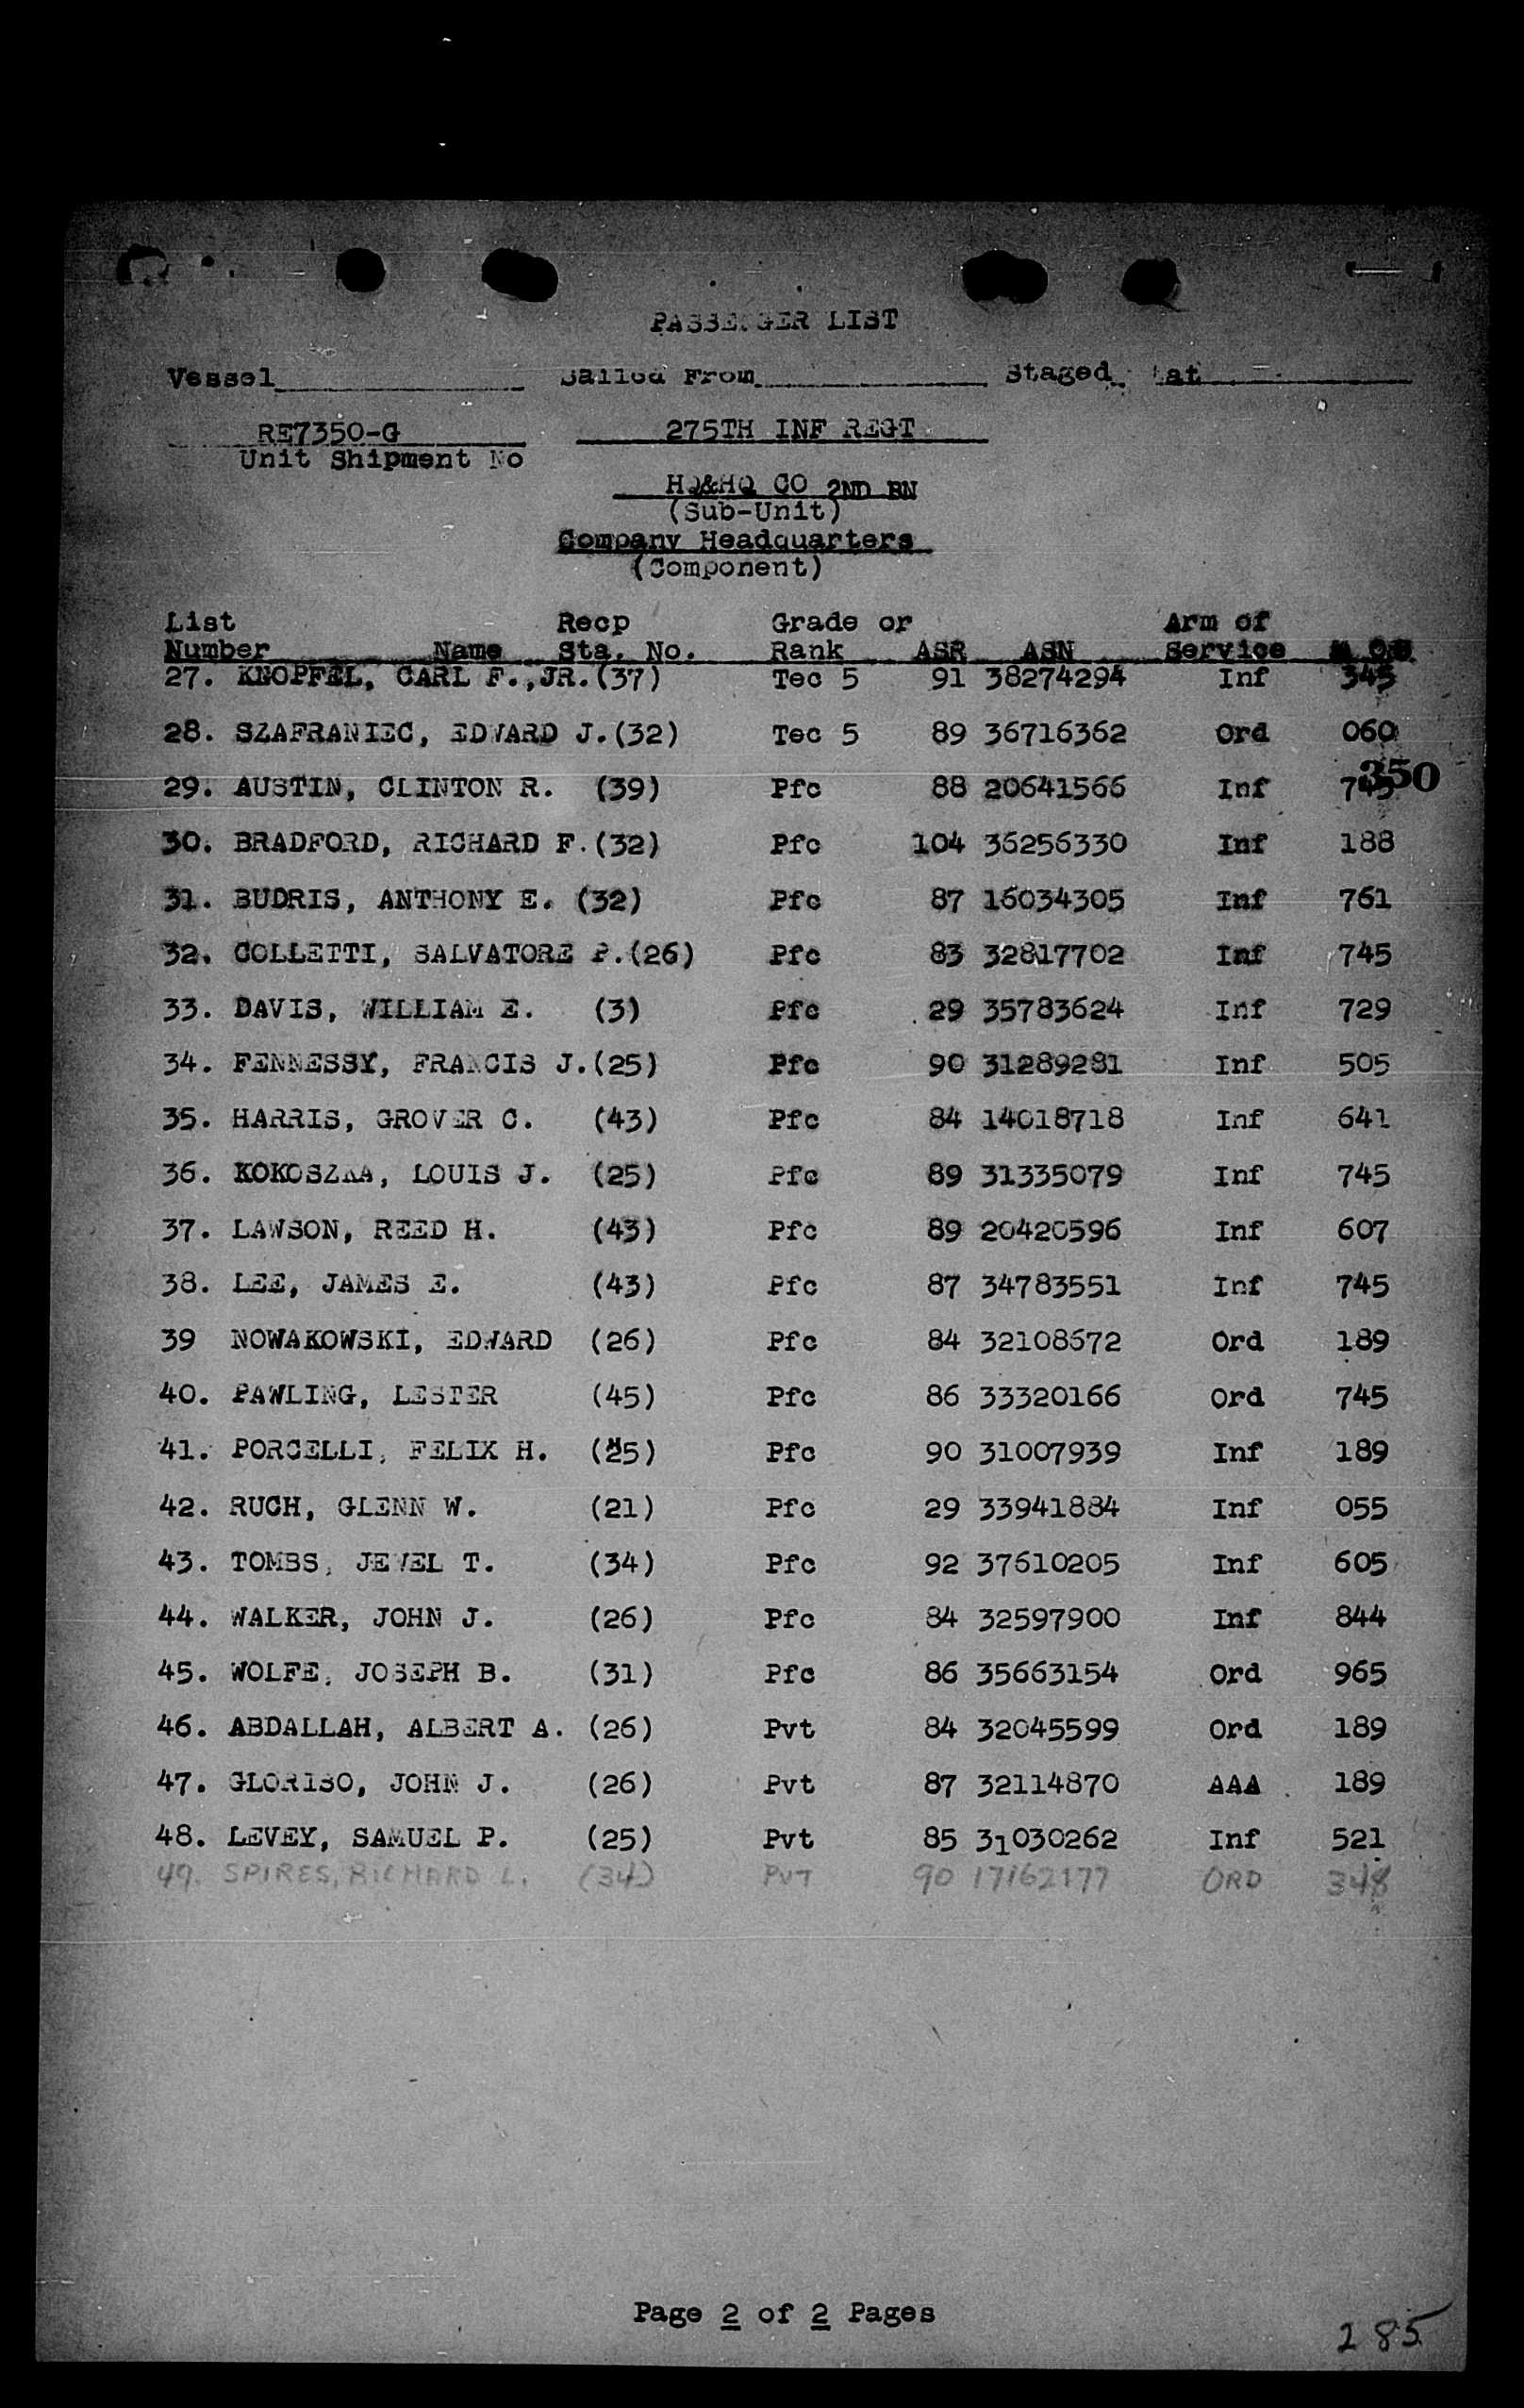 PASSENGER LIST
Vessel Sailed From Staged at
RE7350-G 275TH INF REGT
Unit Shipment No
HQ&HQ CO 2ND BN
(Sub-Unit)
Company Headquarters
(Component)
List Recp Grade or Arm of
Number Name Sta. No. Rank ASR ASN Service M O S
27. KNOPFEL, CARL F.,JR.(37) Tec 5 91 38274294 Inf 345
28. SZAFRANIEC, EDWARD J.(32) Tec 5 89 36716362 Ord 060
350
29. AUSTIN, CLINTON R. (39) Pfc 88 20641566 Inf 745
30. BRADFORD, RICHARD F.(32) Pfc 104 36256330 Inf 188
31. BUDRIS, ANTHONY E. (32) Pfc 87 16034305 Inf 761
32. COLLETTI, SALVATORE P.(26) Pfc 83 32817702 Inf 745
33. DAVIS, WILLIAM E. (3) Pfc 29 35783624 Inf 729
34. FENNESSY, FRANCIS J.(25) Pfc 90 31289281 Inf 505
35. HARRIS, GROVER C. (43) Pfc 84 14018718 Inf 641
36. KOKOSZKA, LOUIS J. (25) Pfc 89 31335079 Inf 745
37. LAWSON, REED H. (43) Pfc 89 20420596 Inf 607
38. LEE, JAMES E. (43) Pfc 87 34783551 Inf 745
39 NOWAKOWSKI, EDWARD (26) Pfc 84 32108672 Ord 189
40. PAWLING, LESTER (45) Pfc 86 33320166 Ord 745
41. PORCELLI, FELIX H. (25) Pfc 90 31007939 Inf 189
42. RUCH, GLENN W. (21) Pfc 29 33941884 Inf 055
43. TOMBS, JEWEL T. (34) Pfc 92 37610205 Inf 605
44. WALKER, JOHN J. (26) Pfc 84 32597900 Inf 844
45. WOLFE, JOSEPH B. (31) Pfc 86 35663154 Ord 965
46. ABDALLAH, ALBERT A. (26) Pvt 84 32045599 Ord 189
47. GLORISO, JOHN J. (26) Pvt 87 32114870 AAA 189
48. LEVEY, SAMUEL P. (25) Pvt 85 31030262 Inf 521
49. SPIRES, RICHARD L. (34) PVT 90 17162177 ORD 348
Page 2 of 2 Pages
285